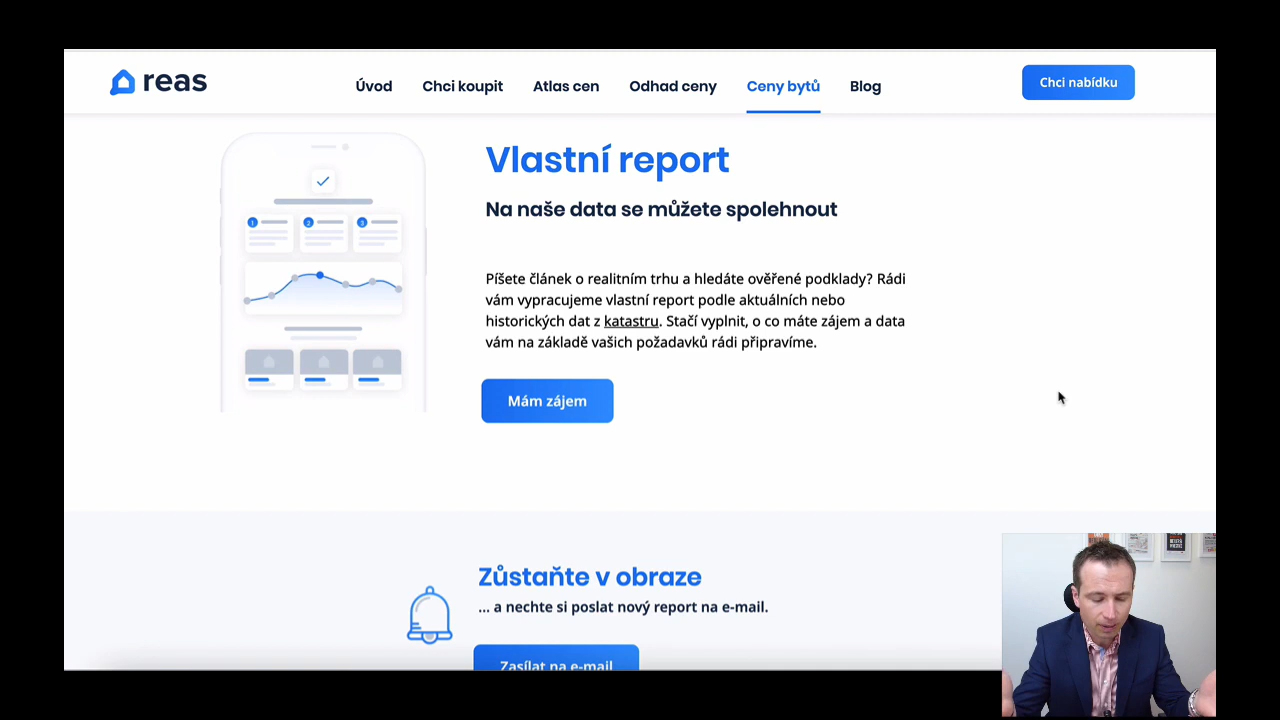 reas
Úvod
Chci koupit
Atlas cen
Odhad ceny
Ceny bytů
Blog
Chci nabídku
1
2
3
Vlastní report
Na naše data se můžete spolehnout
Píšete článek o realitním trhu a hledáte ověřené podklady? Rádi
vám vypracujeme vlastní report podle aktuálních nebo
historických dat z katastru. Stačí vyplnit, o co máte zájem a data
vám na základě vašich požadavků rádi připravíme.
Mám zájem
Zůstaňte v obraze
... a nechte si poslat nový report na e-mail.
Zasílat na e-mail